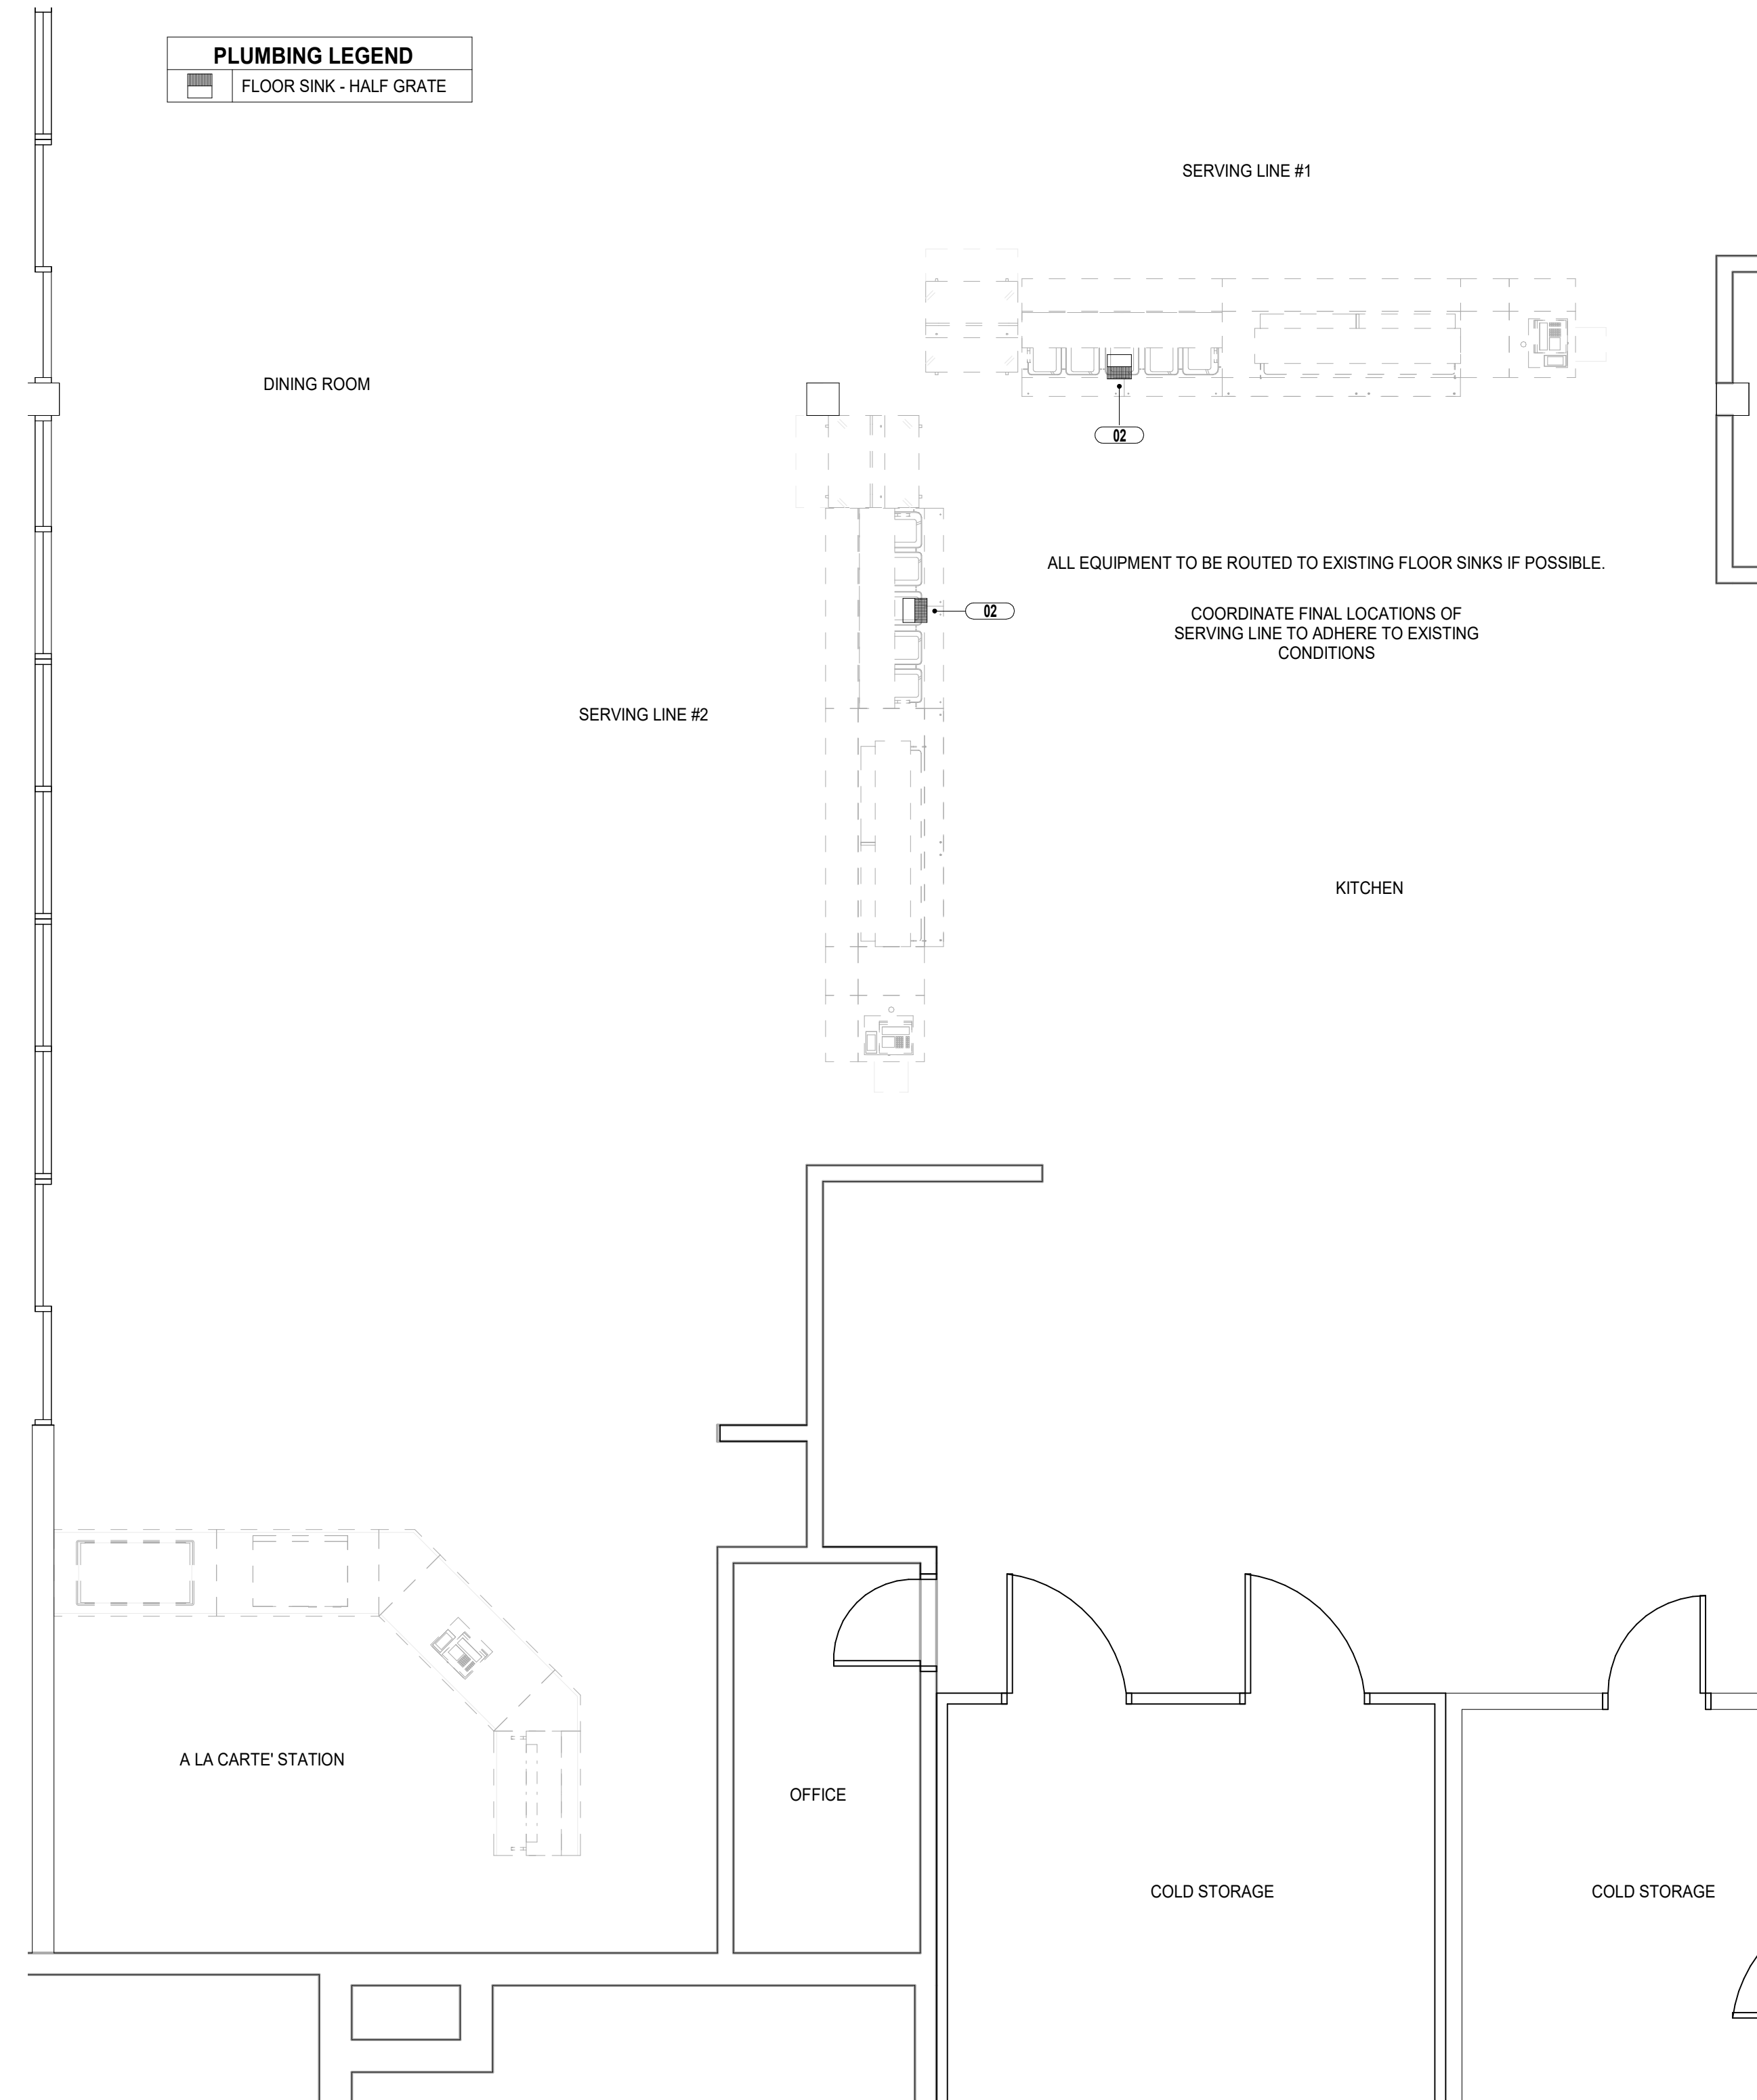 PLUMBING LEGEND
FLOOR SINK - HALF GRATE
SERVING LINE #1
DINING ROOM
02
ALL EQUIPMENT TO BE ROUTED TO EXISTING FLOOR SINKS IF POSSIBLE.
02
COORDINATE FINAL LOCATIONS OF
SERVING LINE TO ADHERE TO EXISTING
CONDITIONS
SERVING LINE #2
KITCHEN
A LA CARTE' STATION
OFFICE
COLD STORAGE
COLD STORAGE